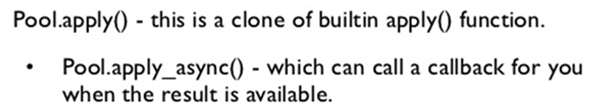 Pool.apply() - this is a clone of builtin apply() function.
• Pool.apply_async() - which can call a callback for you
when the result is available.